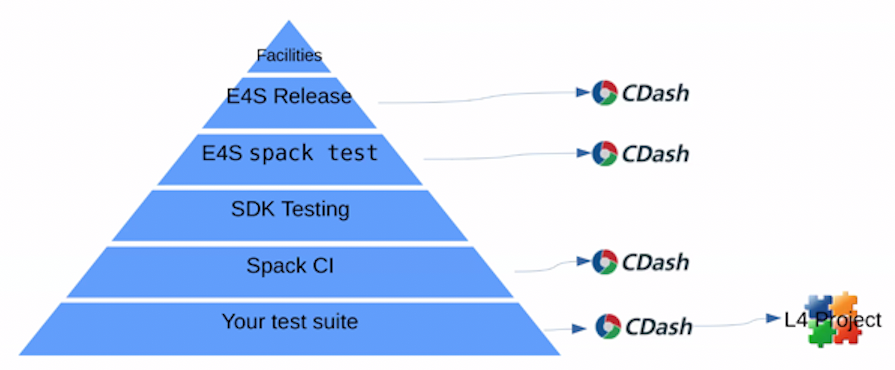 Facilities
E4S Release
CDash
E4S spack test
CDash
SDK Testing
Spack CI
CDash
Your test suite
CDash
L4 Project